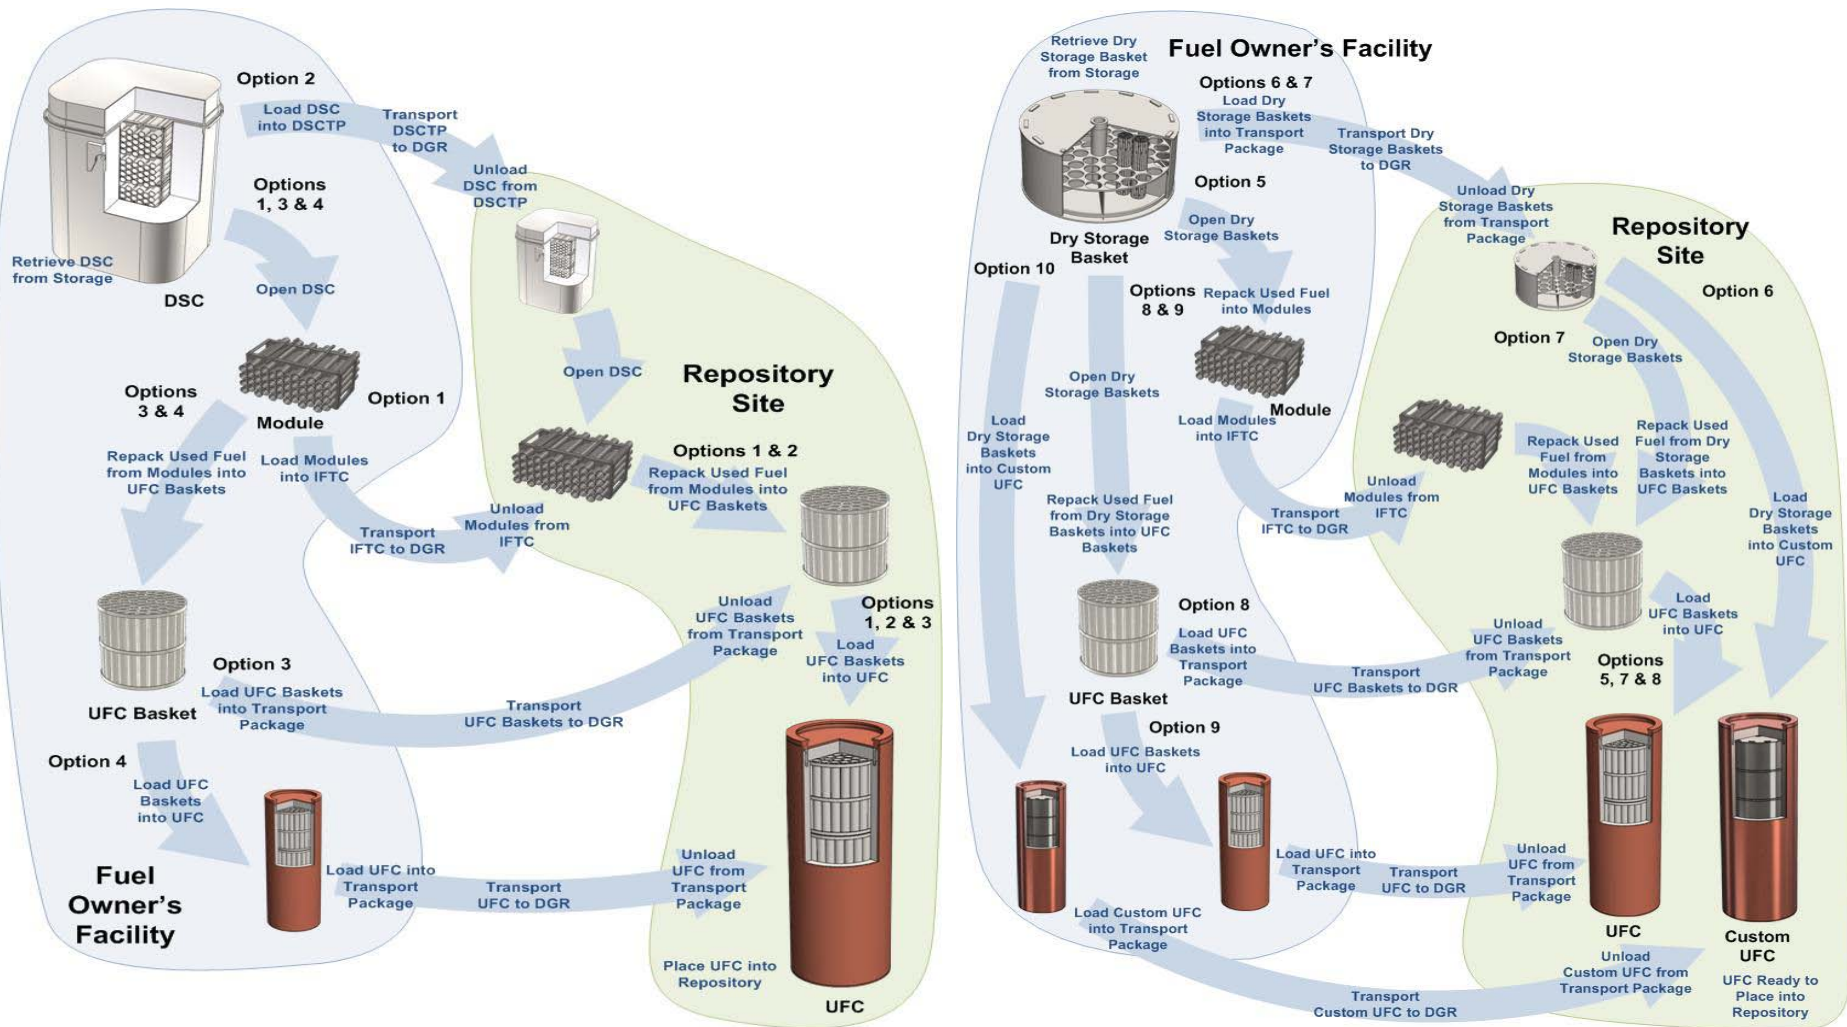 Option 2
Load DSC
into DSCTP
Transport
DSCTP
to DGR
Unload
DSC from
DSCTP
Options
1, 3 & 4
Retrieve DSC
from Storage
DSC
Open DSC
Open DSC
Options
3 & 4
Module
Option 1
Repository
Site
Repack Used Fuel
from Modules into
UFC Baskets
Load Modules
into IFTC
Transport
IFTC to DGR
Unload
Modules from
IFTC
Options 1 & 2
Repack Used Fuel
from Modules into
UFC Baskets
UFC Basket
Option 3
Load UFC Baskets
into Transport
Package
Transport
UFC Baskets to DGR
Unload
UFC Baskets
from Transport
Package
Options
1, 2 & 3
Load
UFC Baskets
into UFC
Option 4
Load UFC
Baskets
into UFC
Fuel
Owner's
Facility
Load UFC into
Transport
Package
Transport
UFC to DGR
Unload
UFC from
Transport
Package
Place UFC into
Repository
UFC
Retrieve Dry
Storage Basket
from Storage
Fuel Owner's Facility
Options 6 & 7
Load Dry
Storage Baskets
into Transport
Package
Transport Dry
Storage Baskets
to DGR
Unload Dry
Storage Baskets
from Transport
Package
Repository
Site
Option 5
Open Dry
Storage Baskets
Dry Storage
Basket
Option 10
Options
8 & 9
Repack Used Fuel
into Modules
Option 6
Option 7
Open Dry
Storage Baskets
Open Dry
Storage Baskets
Module
Load
Dry Storage
Baskets
into Custom
UFC
Load Modules
into IFTC
Transport
IFTC to DGR
Unload
Modules from
IFTC
Repack Used
Fuel from
Modules into
UFC Baskets
Repack Used
Fuel from Dry
Storage
Baskets into
UFC Baskets
Load
Dry Storage
Baskets
into Custom
UFC
Repack Used Fuel
from Dry Storage
Baskets into UFC
Baskets
UFC Basket
Option 8
Load UFC
Baskets into
Transport
Package
Transport
UFC Baskets to DGR
Unload
UFC Baskets
from Transport
Package
Load
UFC Baskets
into UFC
Options
5, 7 & 8
Option 9
Load UFC Baskets
into UFC
Load UFC into
Transport
Package
Transport
UFC to DGR
Unload
UFC from
Transport
Package
Load Custom UFC
into Transport
Package
Transport
Custom UFC to DGR
Unload
Custom UFC from
Transport Package
UFC
Custom
UFC
UFC Ready to
Place into
Repository